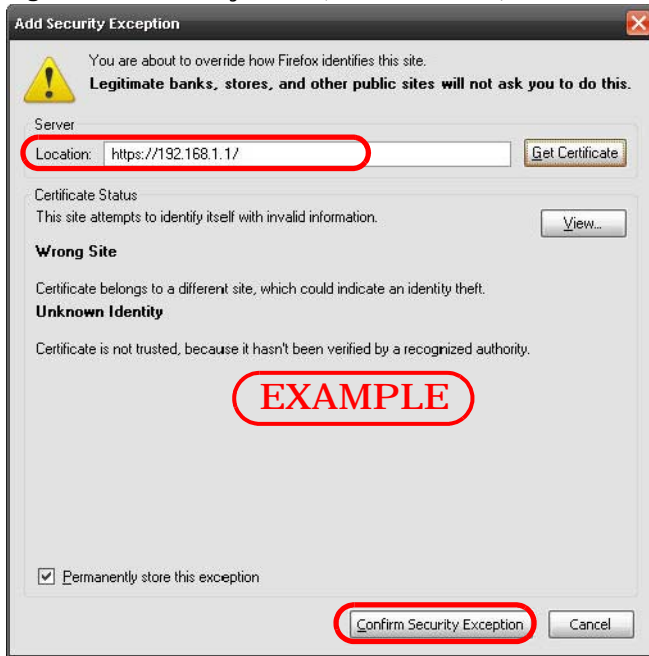 Add Security Exception
You are about to override how Firefox identifies this site.
Legitimate banks, stores, and other public sites will not ask you to do this.
Server
Location: https://192.168.1.1/ Get Certificate
Certificate Status
This site attempts to identify itself with invalid information. View...
Wrong Site
Certificate belongs to a different site, which could indicate an identity theft.
Unknown Identity
Certificate is not trusted, because it hasn't been verified by a recognized authority.
EXAMPLE
Permanently store this exception
Confirm Security Exception Cancel